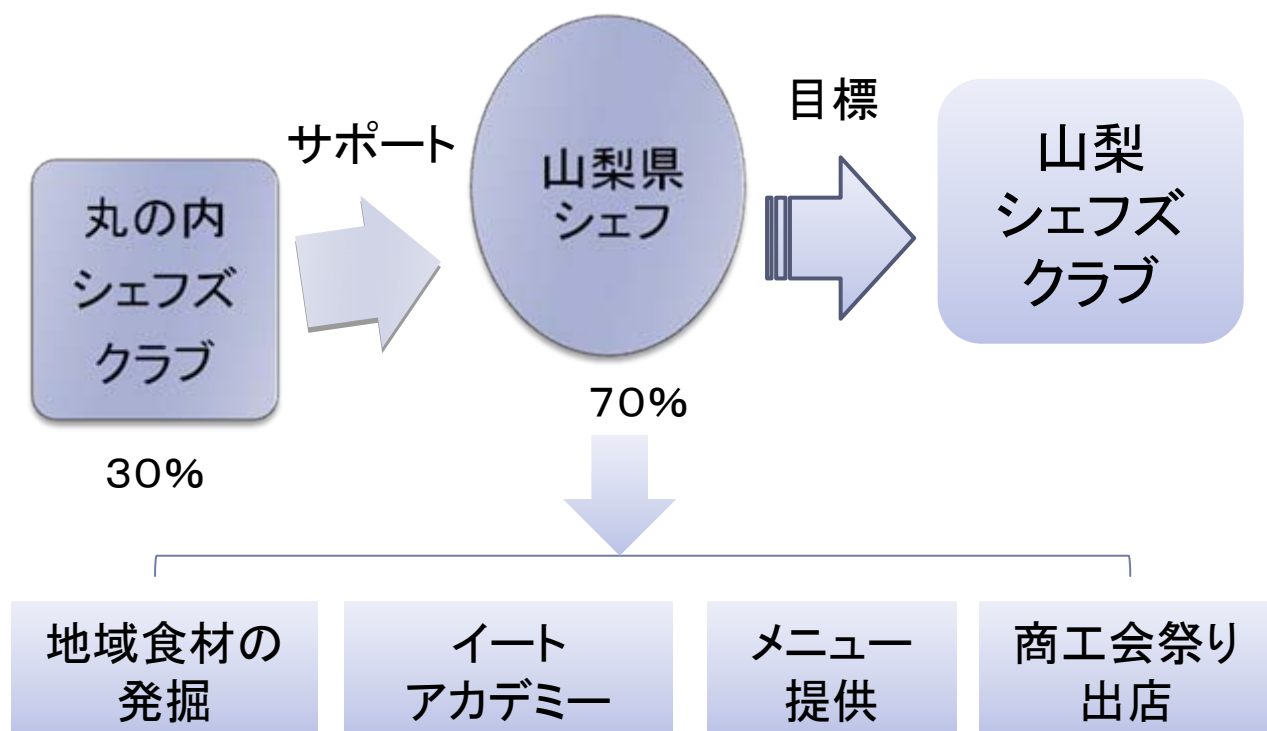 丸の内
シェフズ
クラブ
30%
サポート
山梨県
シェフ
70%
目標
山梨
シェフズ
クラブ
地域食材の
発掘
イート
アカデミー
メニュー
提供
商工会祭り
出店